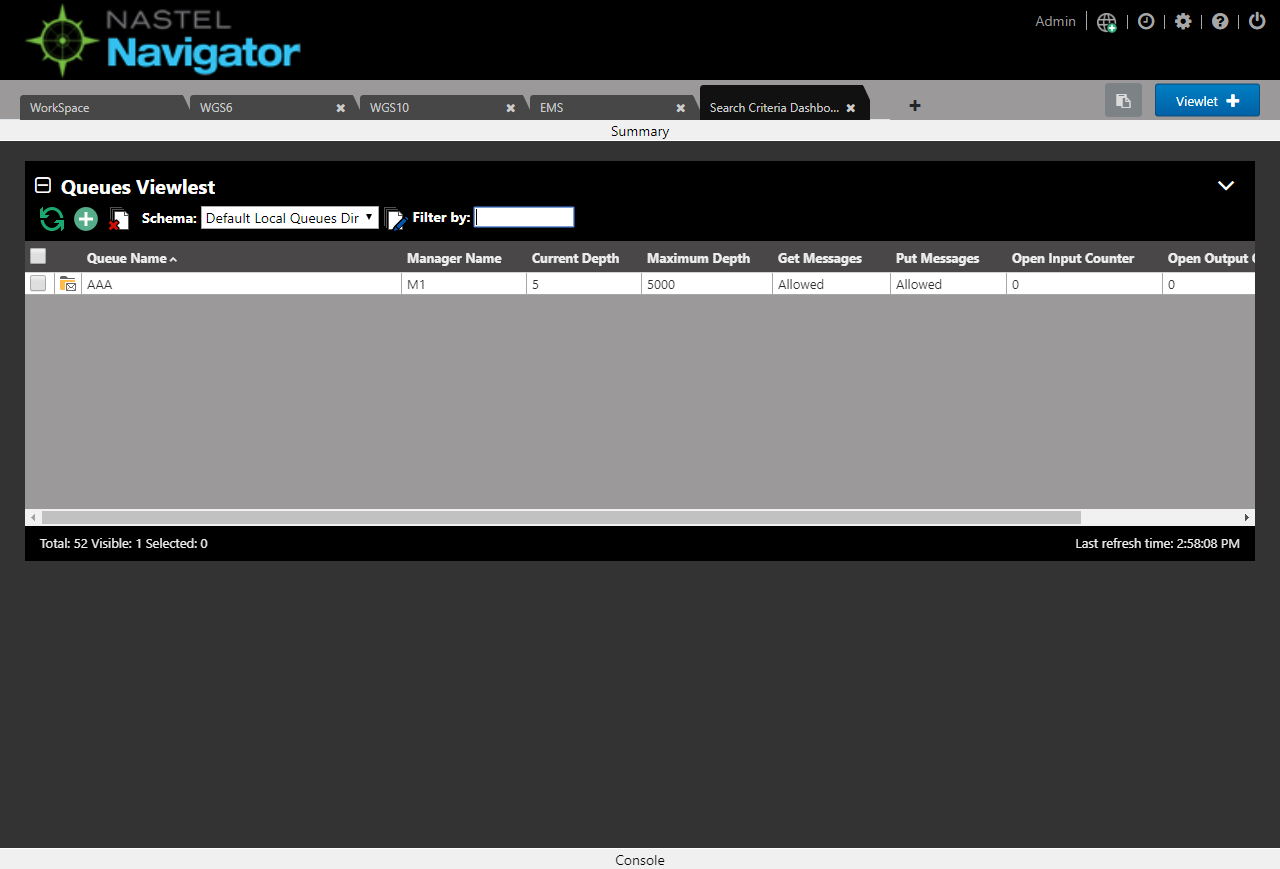 NASTEL
Navigator
Admin
WorkSpace
WGS6
WGS10
EMS
Search Criteria Dashbo...
Viewlet
Summary
Queues Viewlest
Schema: Default Local Queues Dir Filter by:
Queue Name Manager Name Current Depth Maximum Depth Get Messages Put Messages Open Input Counter Open Output
AAA M1 5 5000 Allowed Allowed 0 0
Total: 52 Visible: 1 Selected: 0 Last refresh time: 2:58:08 PM
Console